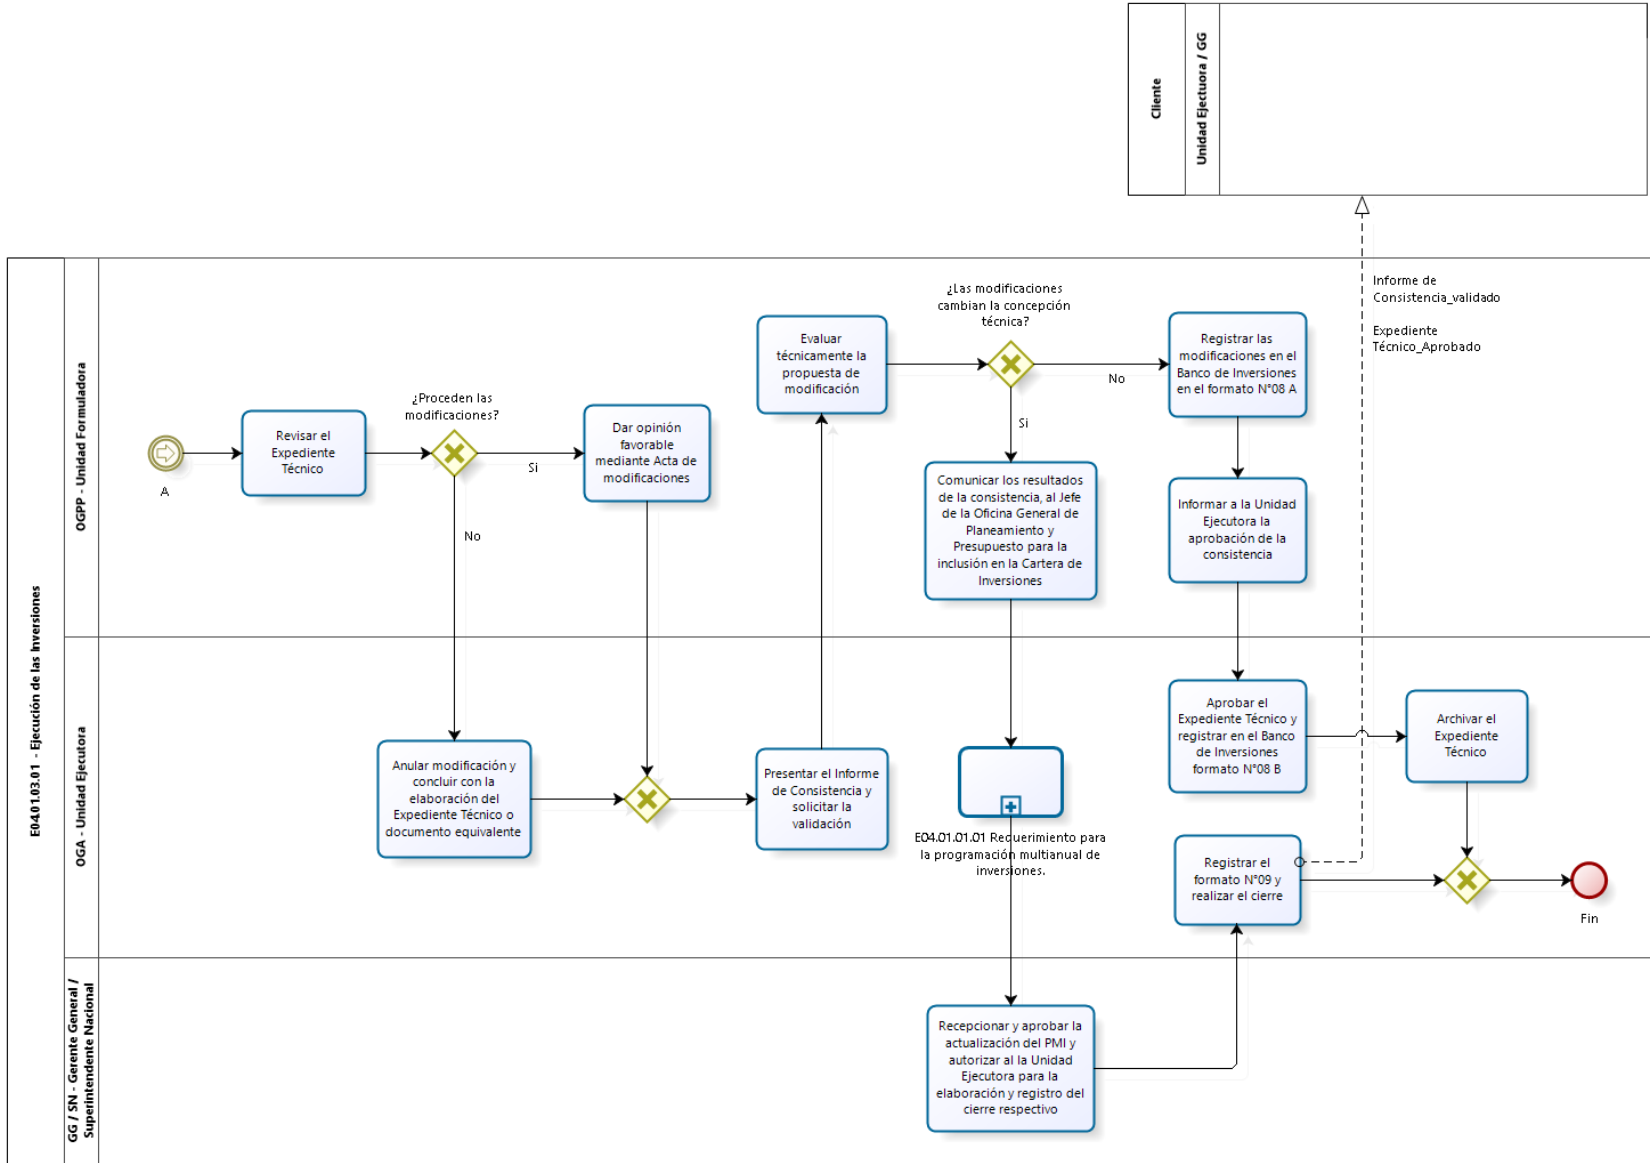 Cliente
Unidad Ejectuora / GG
E04.01.03.01 - Ejecución de las Inversiones
OGPP - Unidad Formuladora
A
Revisar el
Expediente
Técnico
¿Proceden las
modificaciones?
Si
No
Dar opinión
favorable
mediante Acta de
modificaciones
Evaluar
técnicamente la
propuesta de
modificación
¿Las modificaciones
cambian la concepción
técnica?
No
Si
Registrar las
modificaciones en el
Banco de Inversiones
en el formato N°08 A
Informe de
Consistencia_validado
Expediente
Técnico_Aprobado
Comunicar los resultados
de la consistencia, al Jefe
de la Oficina General de
Planeamiento y
Presupuesto para la
inclusión en la Cartera de
Inversiones
Informar a la Unidad
Ejecutora la
aprobación de la
consistencia
OGA - Unidad Ejecutora
Anular modificación y
concluir con la
elaboración del
Expediente Técnico o
documento equivalente
Presentar el Informe
de Consistencia y
solicitar la
validación
E04.01.01.01 Requerimiento para
la programación multianual de
inversiones.
Aprobar el
Expediente Técnico y
registrar en el Banco
de Inversiones
formato N°08 B
Archivar el
Expediente
Técnico
Registrar el
formato N°09 y
realizar el cierre
Fin
GG / SN - Gerente General /
Superintendente Nacional
Recepcionar y aprobar la
actualización del PMI y
autorizar al la Unidad
Ejecutora para la
elaboración y registro del
cierre respectivo